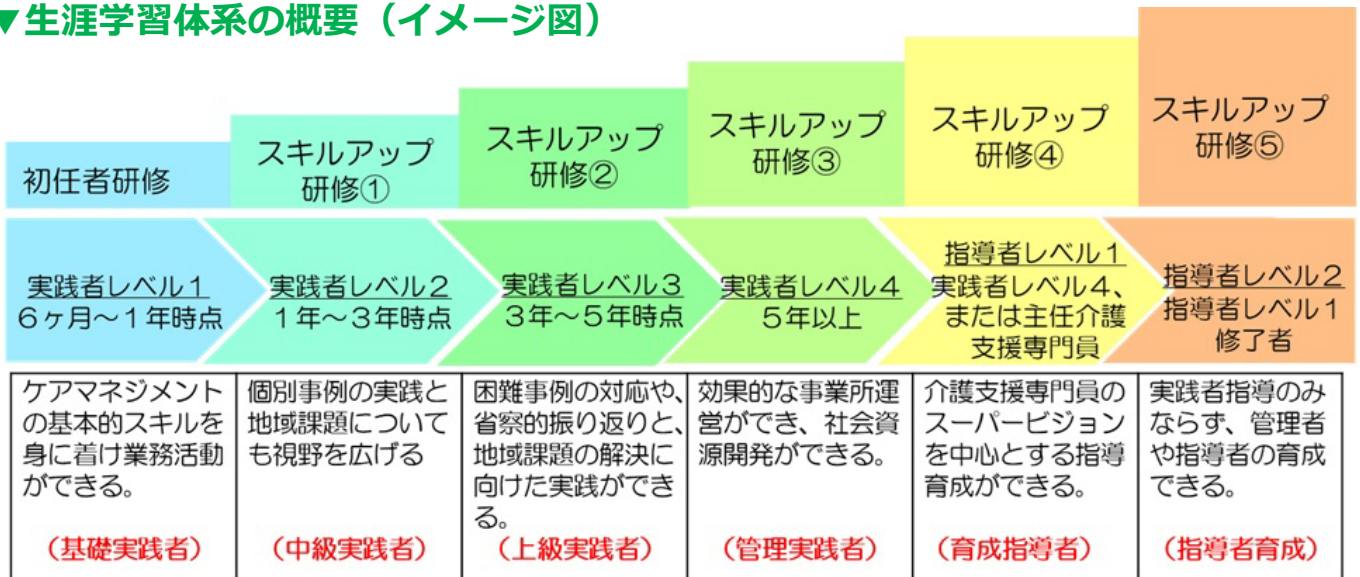 ▼生涯学習体系の概要（イメージ図）
初任者研修
スキルアップ
研修①
スキルアップ
研修②
スキルアップ
研修③
スキルアップ
研修④
スキルアップ
研修⑤
実践者レベル１
６ヶ月～１年時点
実践者レベル２
１年～３年時点
実践者レベル３
３年～５年時点
実践者レベル４
５年以上
指導者レベル１
実践者レベル４、
または主任介護
支援専門員
指導者レベル２
指導者レベル１
修了者
ケアマネジメント
の基本的スキルを
身に着け業務活動
ができる。
（基礎実践者）
個別事例の実践と
地域課題について
も視野を広げる
（中級実践者）
困難事例の対応や、
省察的振り返りと、
地域課題の解決に
向けた実践ができ
る。
（上級実践者）
効果的な事業所運
営ができ、社会資
源開発ができる。
（管理実践者）
介護支援専門員の
スーパービジョン
を中心とする指導
育成ができる。
（育成指導者）
実践者指導のみ
ならず、管理者
や指導者の育成
できる。
（指導者育成）